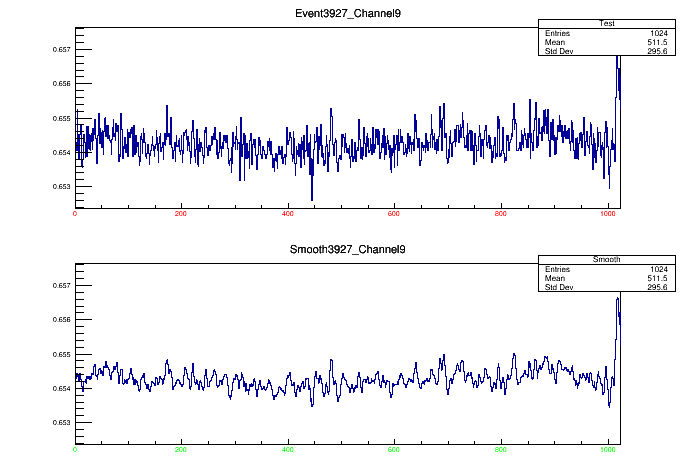 Event3927_Channel9
Test
Entries 1024
Mean 511.5
Std Dev 295.6
0.657
0.656
0.655
0.654
0.653
0 200 400 600 800 1000
Smooth3927_Channel9
Smooth
Entries 1024
Mean 511.5
Std Dev 295.6
0.657
0.656
0.655
0.654
0.653
0 200 400 600 800 1000